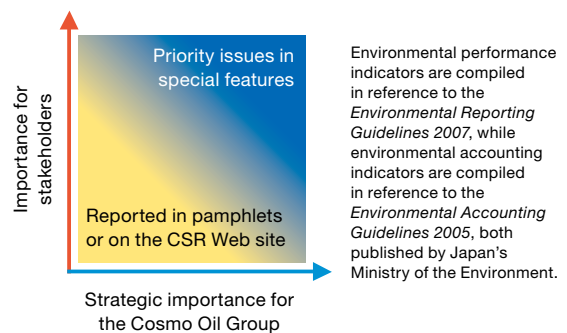 Importance for
stakeholders
Priority issues in
special features
Reported in pamphlets
or on the CSR Web site
Strategic importance for
the Cosmo Oil Group
Environmental performance
indicators are compiled
in reference to the
Environmental Reporting
Guidelines 2007, while
environmental accounting
indicators are compiled
in reference to the
Environmental Accounting
Guidelines 2005, both
published by Japan’s
Ministry of the Environment.